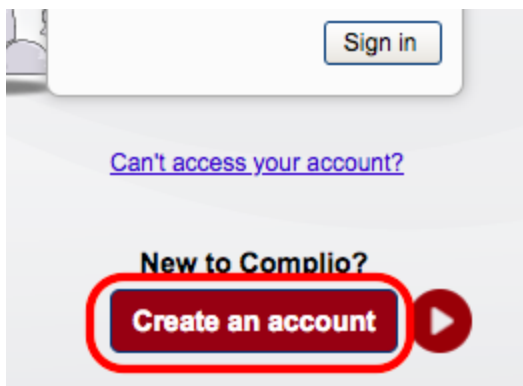 Sign in
Can't access your account?
New to Complio?
Create an account